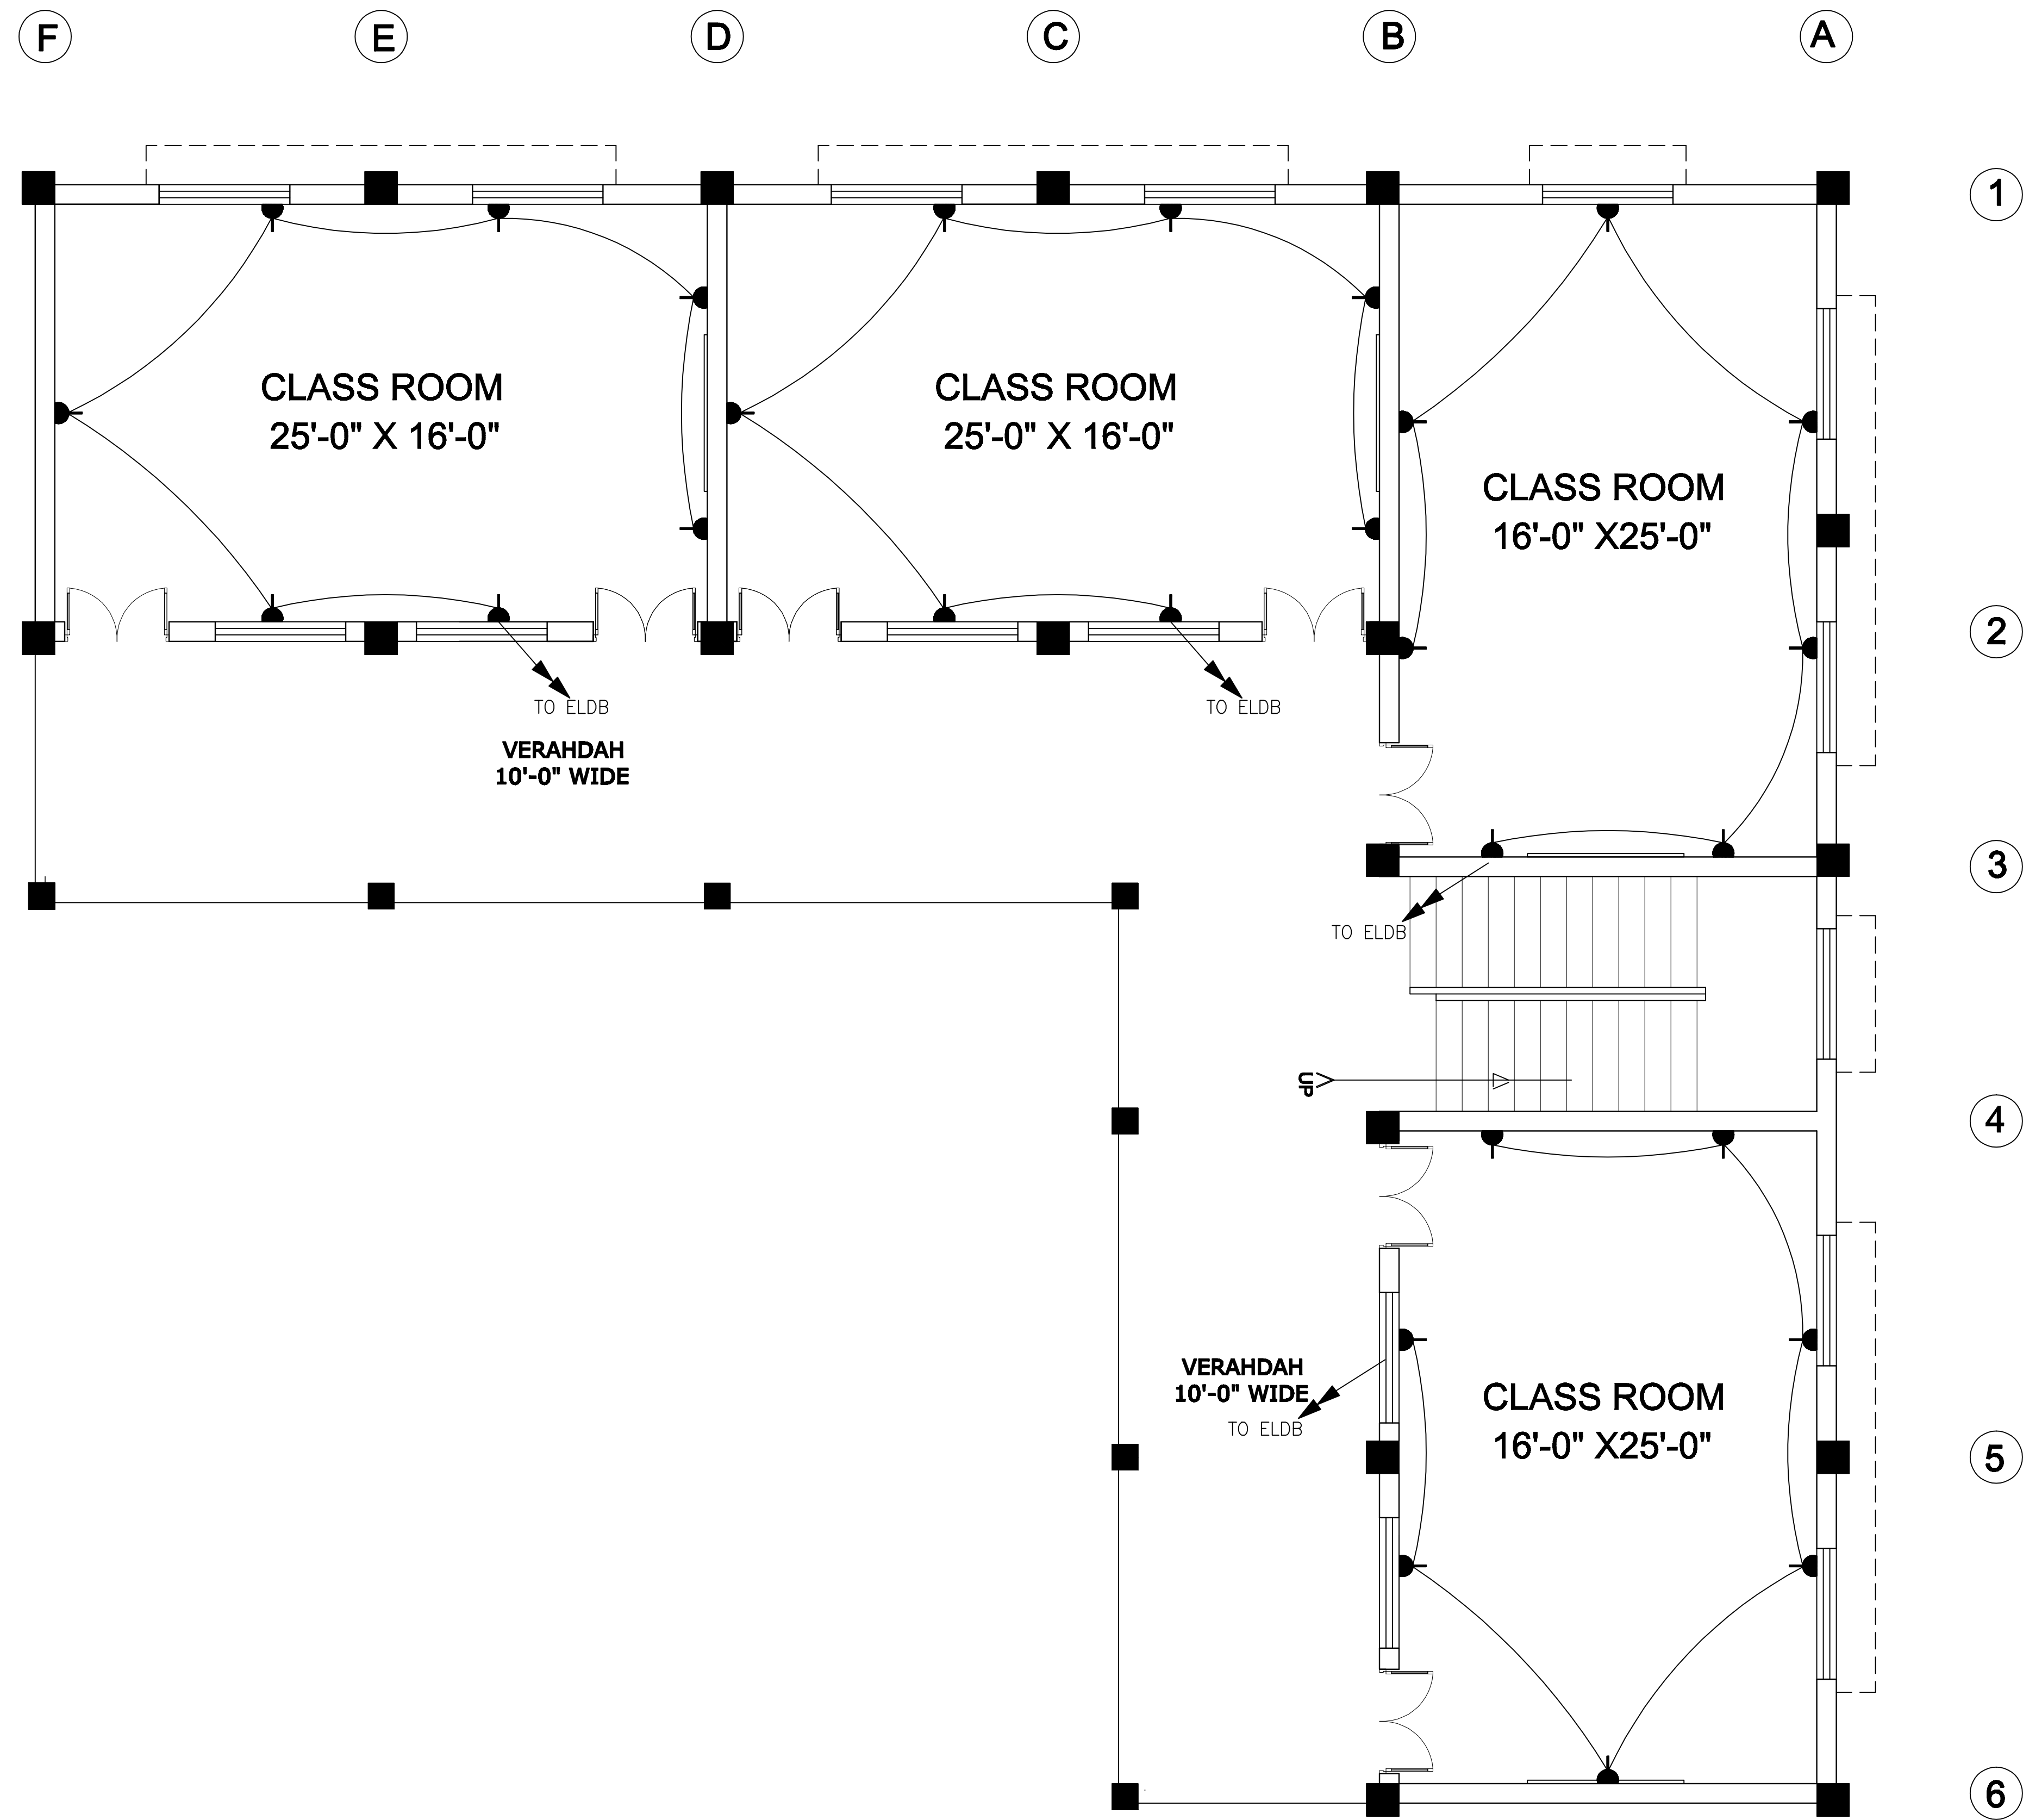 F E D C B A
1
CLASS ROOM
25'-0" X 16'-0"
CLASS ROOM
25'-0" X 16'-0"
CLASS ROOM
16'-0" X25'-0"
2
TO ELDB
TO ELDB
VERAHDAH
10'-0" WIDE
3
TO ELDB
UP
4
VERAHDAH
10'-0" WIDE
TO ELDB
CLASS ROOM
16'-0" X25'-0"
5
6